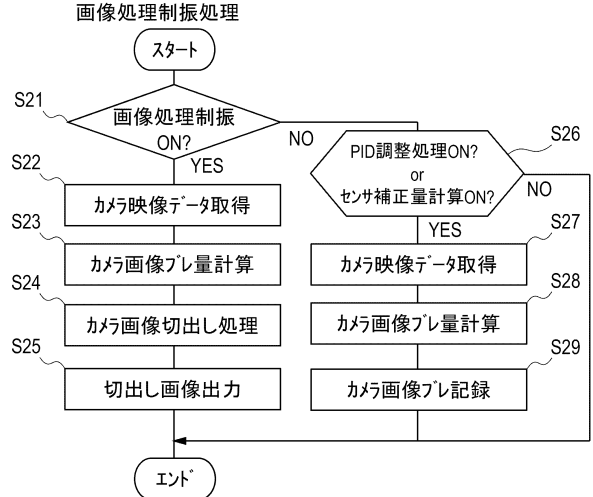 画像処理制振処理
スタート
S21
画像処理制振
ON?
NO
YES
S22
カメラ映像データ取得
S23
カメラ画像ブレ量計算
S24
カメラ画像切出し処理
S25
切出し画像出力
S26
PID調整処理ON?
or
センサ補正量計算ON?
NO
YES
S27
カメラ映像データ取得
S28
カメラ画像ブレ量計算
S29
カメラ画像ブレ記録
エンド